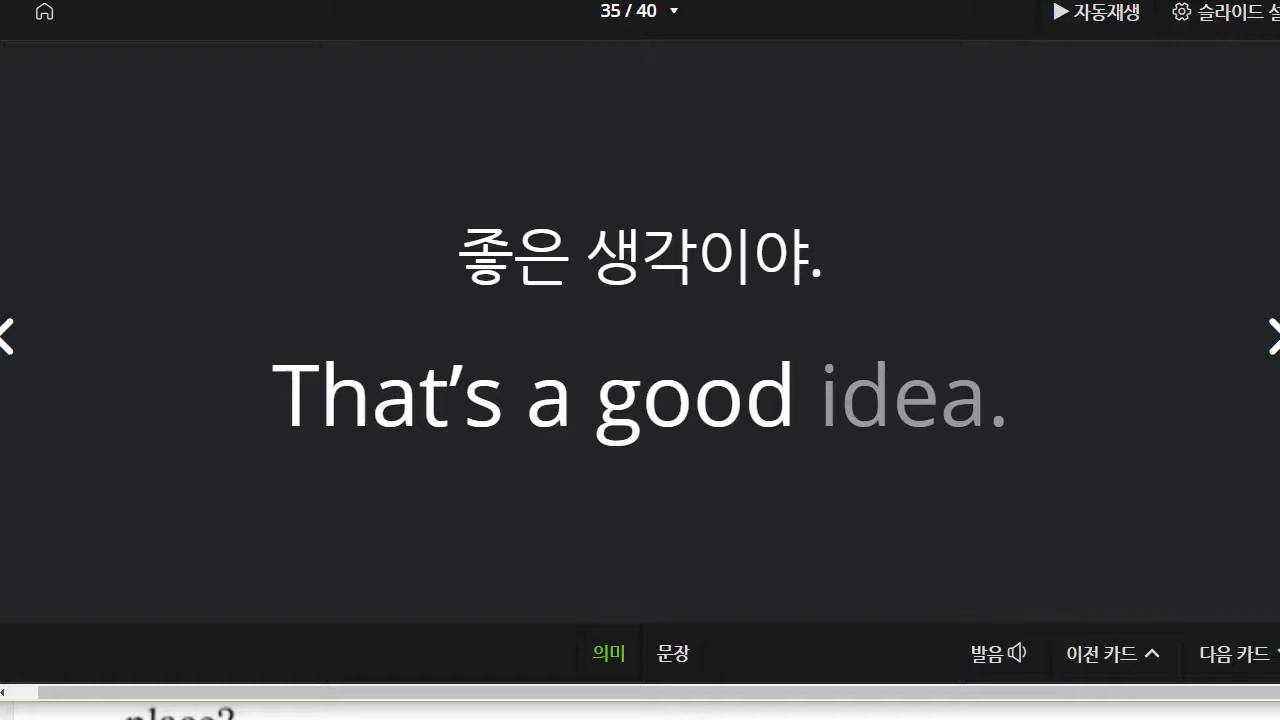 35 / 40
▶ 자동재생
슬라이드
좋은 생각이야.
That’s a good idea.
의미
문장
발음
이전 카드
다음 카드
place?